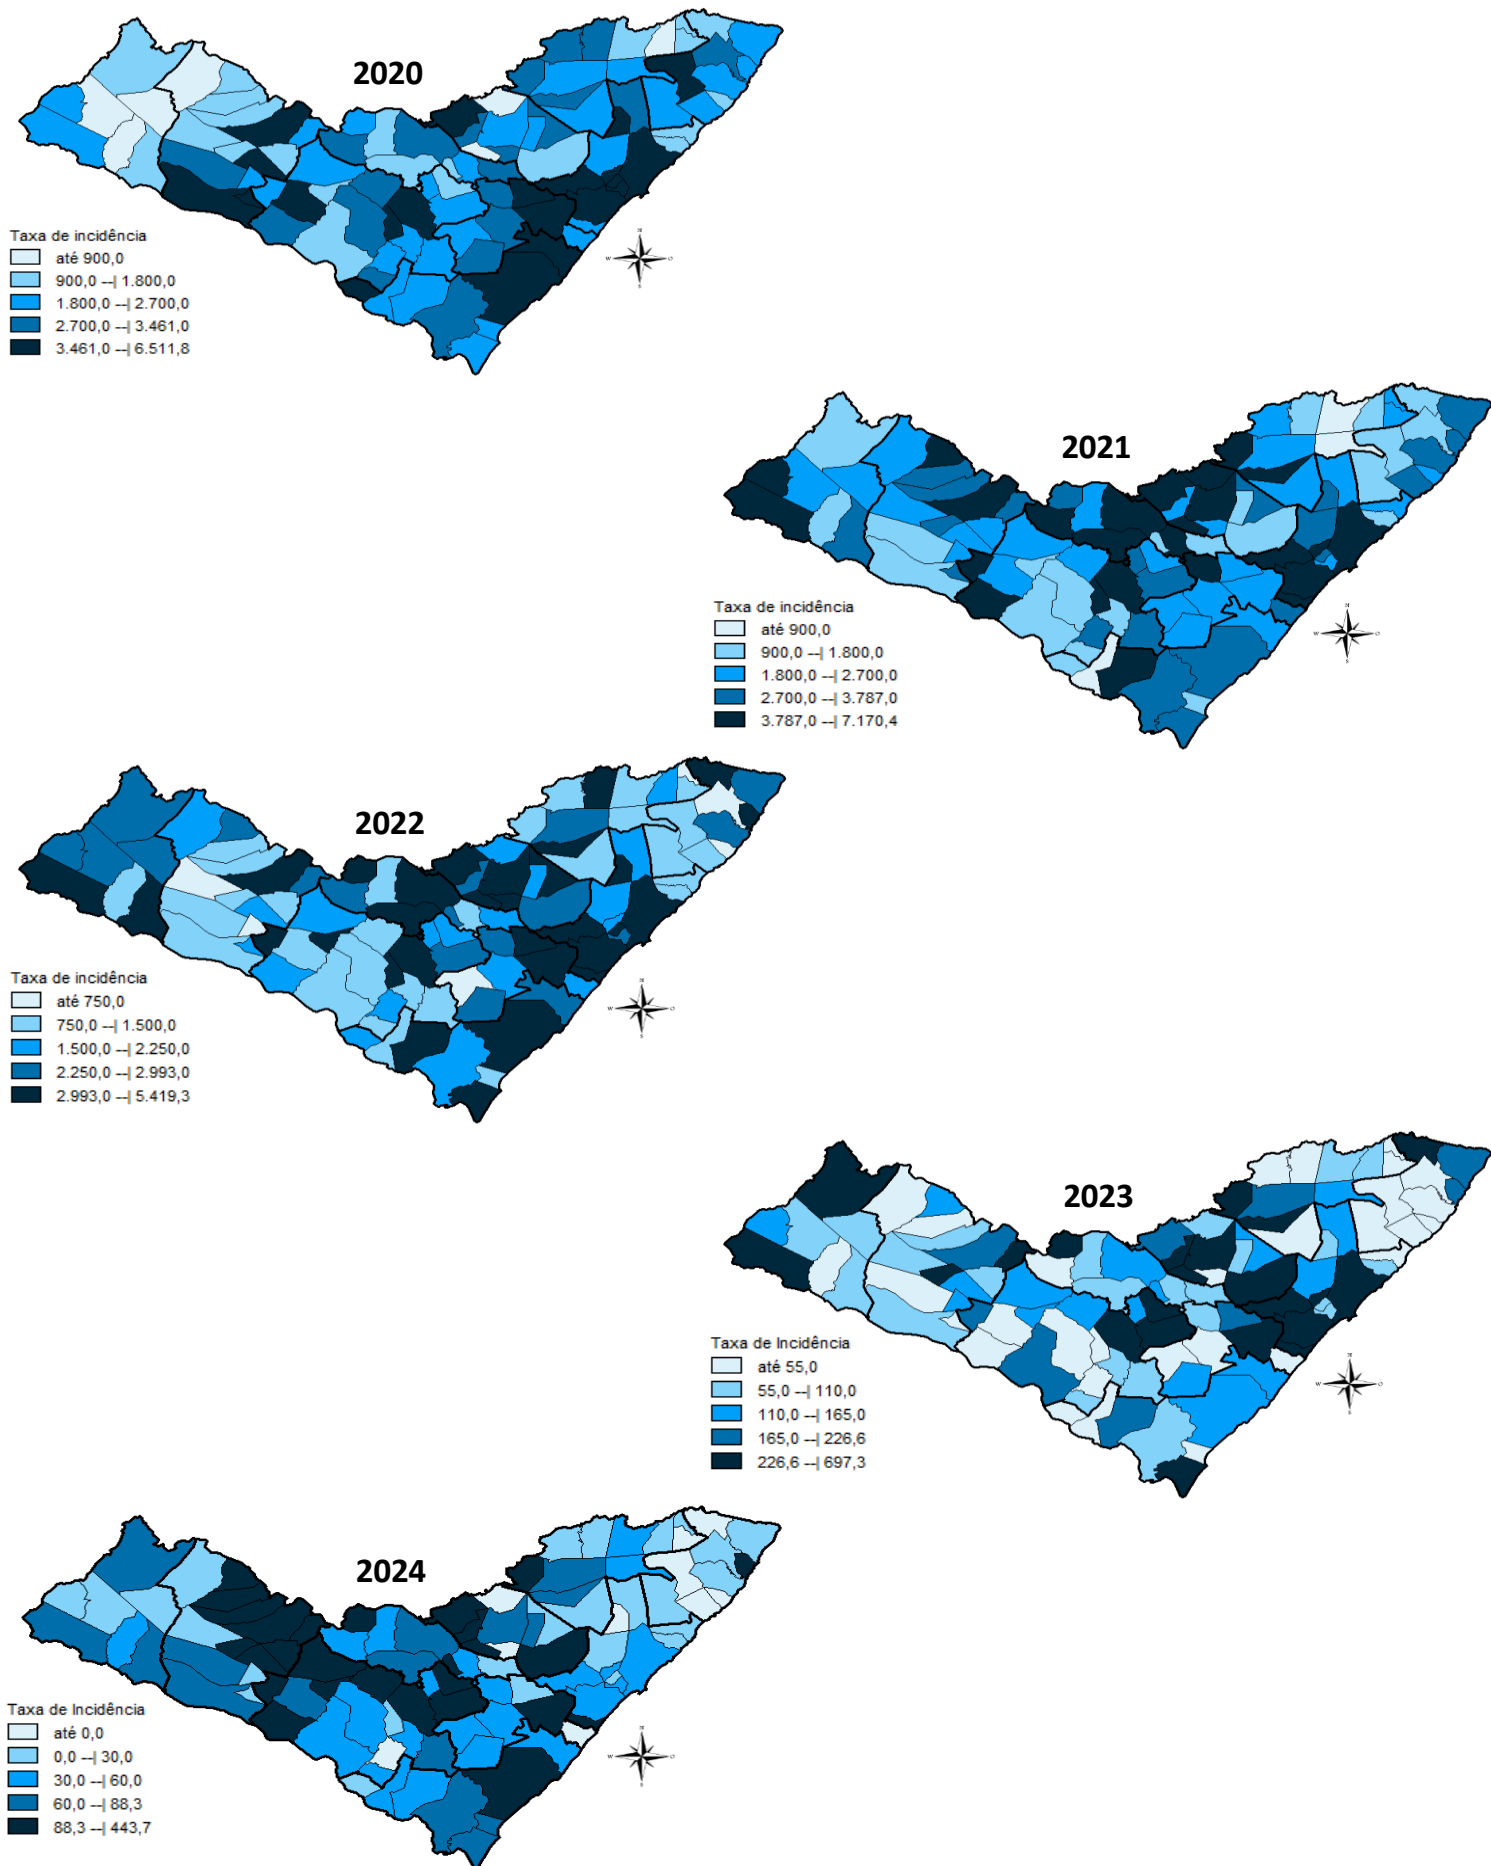 2020
Taxa de incidência
até 900,0
900,0 --| 1.800,0
1.800,0 --| 2.700,0
2.700,0 --| 3.461,0
3.461,0 --| 6.511,8
N
W
O
S
2021
Taxa de incidência
até 900,0
900,0 --| 1.800,0
1.800,0 --| 2.700,0
2.700,0 --| 3.787,0
3.787,0 --| 7.170,4
N
W
O
S
2022
Taxa de incidência
até 750,0
750,0 --| 1.500,0
1.500,0 --| 2.250,0
2.250,0 --| 2.993,0
2.993,0 --| 5.419,3
N
W
O
S
2023
Taxa de Incidência
até 55,0
55,0 --| 110,0
110,0 --| 165,0
165,0 --| 226,6
226,6 --| 697,3
N
W
O
S
2024
Taxa de Incidência
até 0,0
0,0 --| 30,0
30,0 --| 60,0
60,0 --| 88,3
88,3 --| 443,7
N
W
O
S